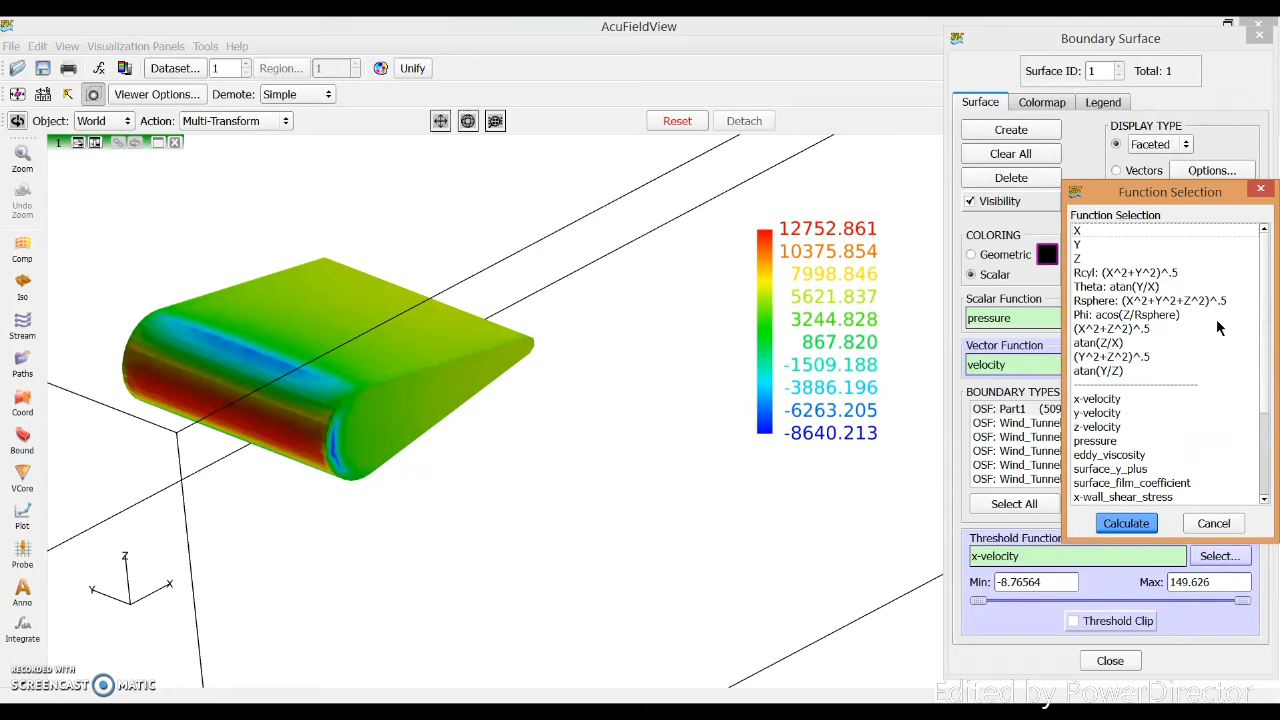 AcuFieldView
File Edit View Visualization Panels Tools Help
Dataset... 1 Region... 1 Unify
Viewer Options... Demote: Simple
Object: World Action: Multi-Transform Reset Detach
1
Zoom
Undo
Zoom
Comp
Iso
Stream
Paths
Coord
Bound
VCore
Plot
Probe
Anno
Integrate
12752.861
10375.854
7998.846
5621.837
3244.828
867.820
-1509.188
-3886.196
-6263.205
-8640.213
Z
Y
X
RECORDED WITH
SCREENCAST MATIC
Boundary Surface
Surface ID: 1 Total: 1
Surface Colormap Legend
Create
Clear All
Delete
Visibility
DISPLAY TYPE
Faceted
Vectors Options...
COLORING
Geometric
Scalar
Scalar Function
pressure
Vector Function
velocity
BOUNDARY TYPES
OSF: Part1 (509
OSF: Wind_Tunnel
OSF: Wind_Tunnel
OSF: Wind_Tunnel
OSF: Wind_Tunnel
OSF: Wind_Tunnel
Select All
Function Selection
Function Selection
X
Y
Z
Rcyl: (X^2+Y^2)^.5
Theta: atan(Y/X)
Rsphere: (X^2+Y^2+Z^2)^.5
Phi: acos(Z/Rsphere)
(X^2+Z^2)^.5
atan(Z/X)
(Y^2+Z^2)^.5
atan(Y/Z)
------------------------------
x-velocity
y-velocity
z-velocity
pressure
eddy_viscosity
surface_y_plus
surface_film_coefficient
x-wall_shear_stress
Calculate Cancel
Threshold Function
x-velocity Select...
Min: -8.76564 Max: 149.626
Threshold Clip
Close
Edited by PowerDirector